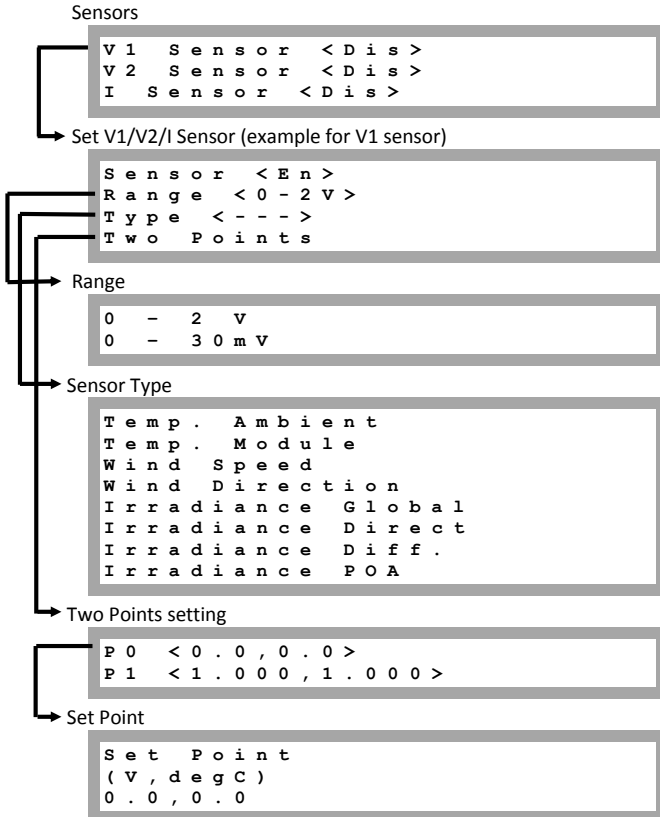 Sensors
V1 Sensor <Dis>
V2 Sensor <Dis>
I Sensor <Dis>
Set V1/V2/I Sensor (example for V1 sensor)
Sensor <En>
Range <0-2V>
Type <--->
Two Points
Range
0 – 2 V
0 – 30mV
Sensor Type
Temp. Ambient
Temp. Module
Wind Speed
Wind Direction
Irradiance Global
Irradiance Direct
Irradiance Diff.
Irradiance POA
Two Points setting
P0 <0.0,0.0>
P1 <1.000,1.000>
Set Point
Set Point
(V,degC)
0.0,0.0